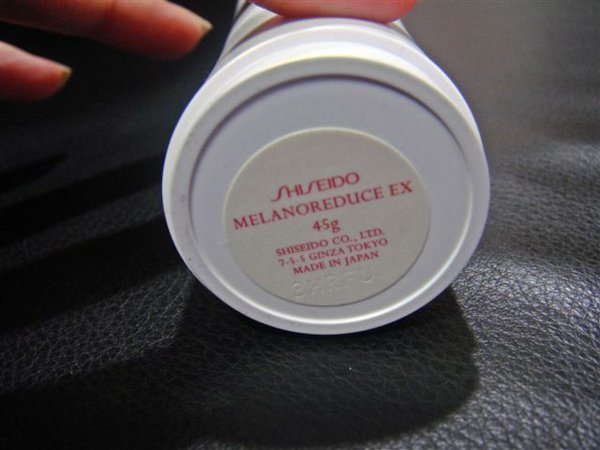 SHISEIDO
MELANOREDUCE EX
45g
SHISEIDO CO., LTD.
7-5-5 GINZA TOKYO
MADE IN JAPAN